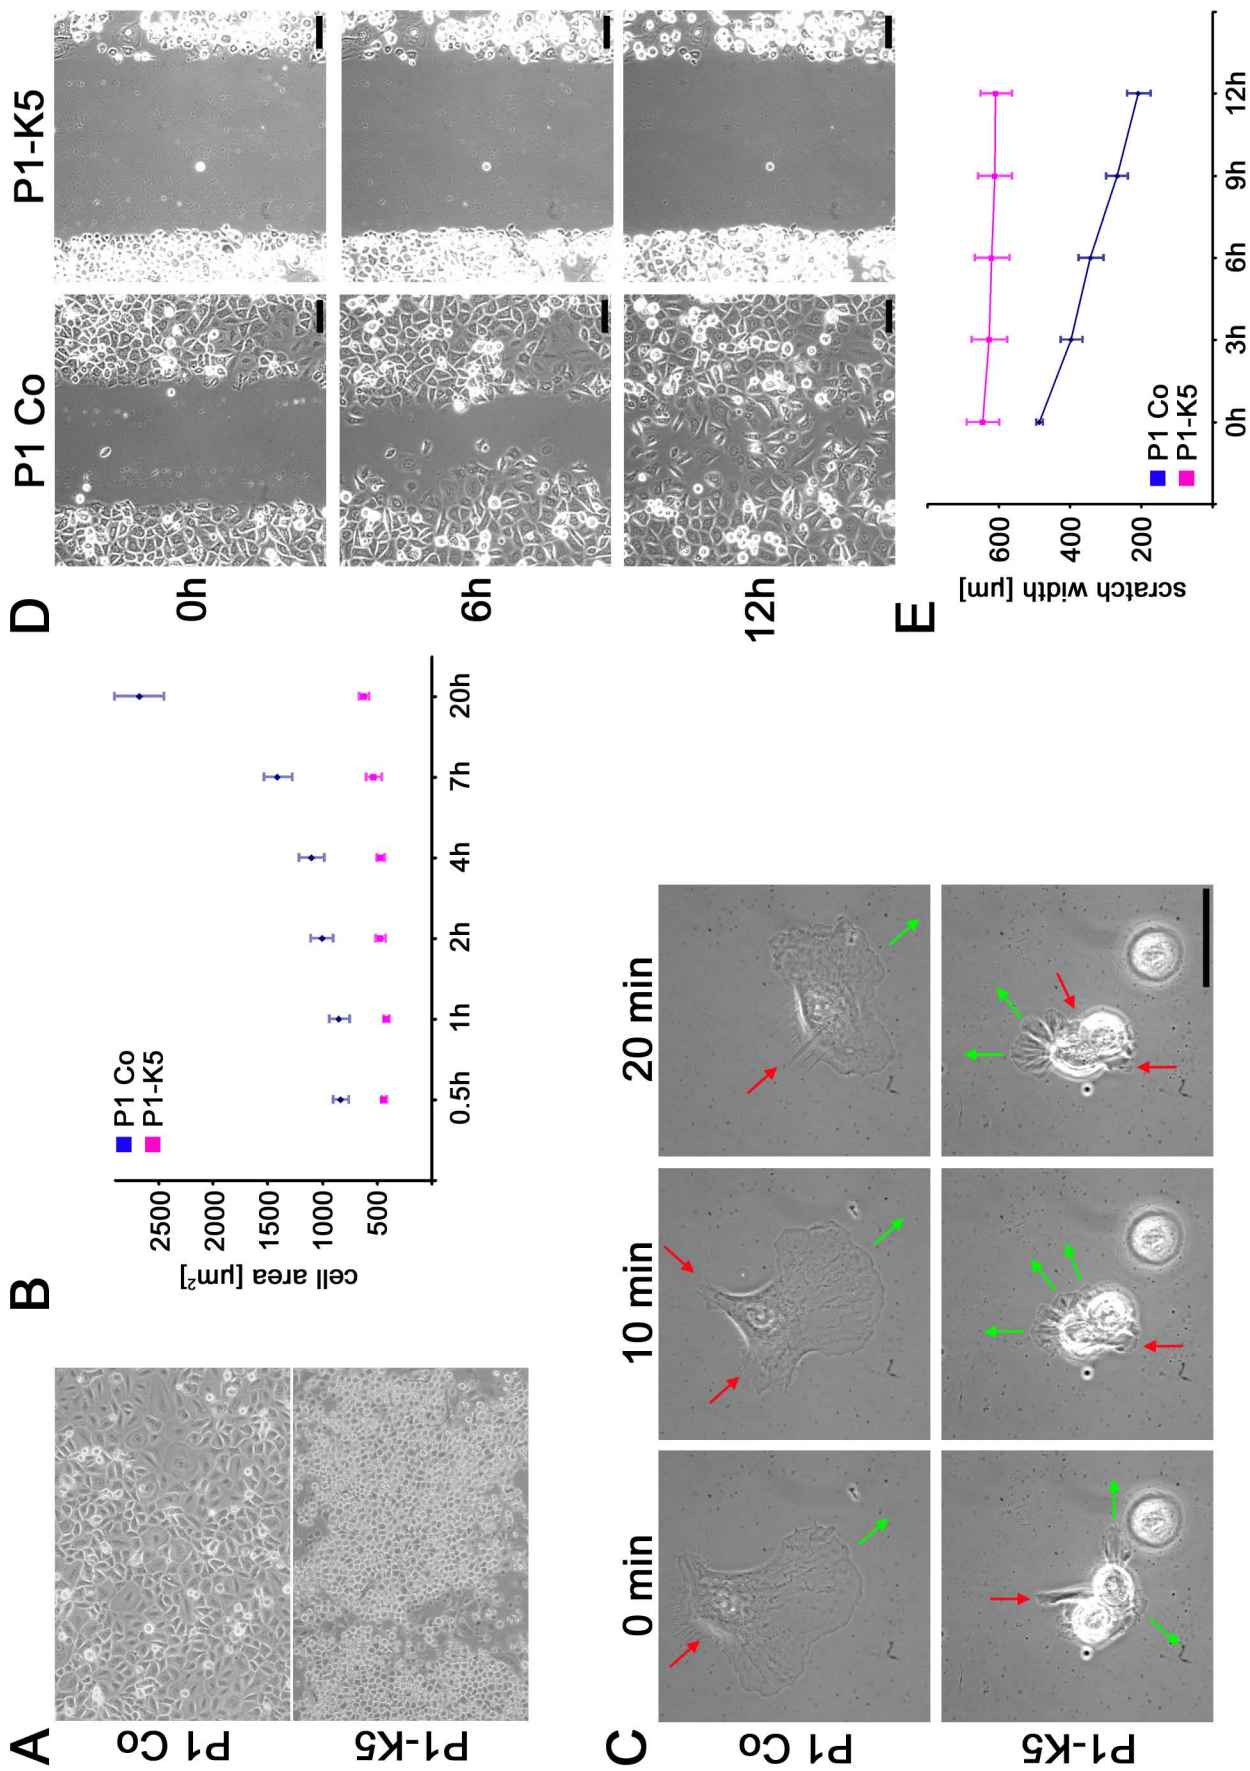 A
P1 Co
P1-K5
B
cell area [µm²]
2500
2000
1500
1000
500
P1 Co
P1-K5
0.5h
1h
2h
4h
7h
20h
C
0 min
10 min
20 min
P1 Co
P1-K5
D
P1 Co
P1-K5
0h
6h
12h
E
scratch width [µm]
600
400
200
P1 Co
P1-K5
0h
3h
6h
9h
12h